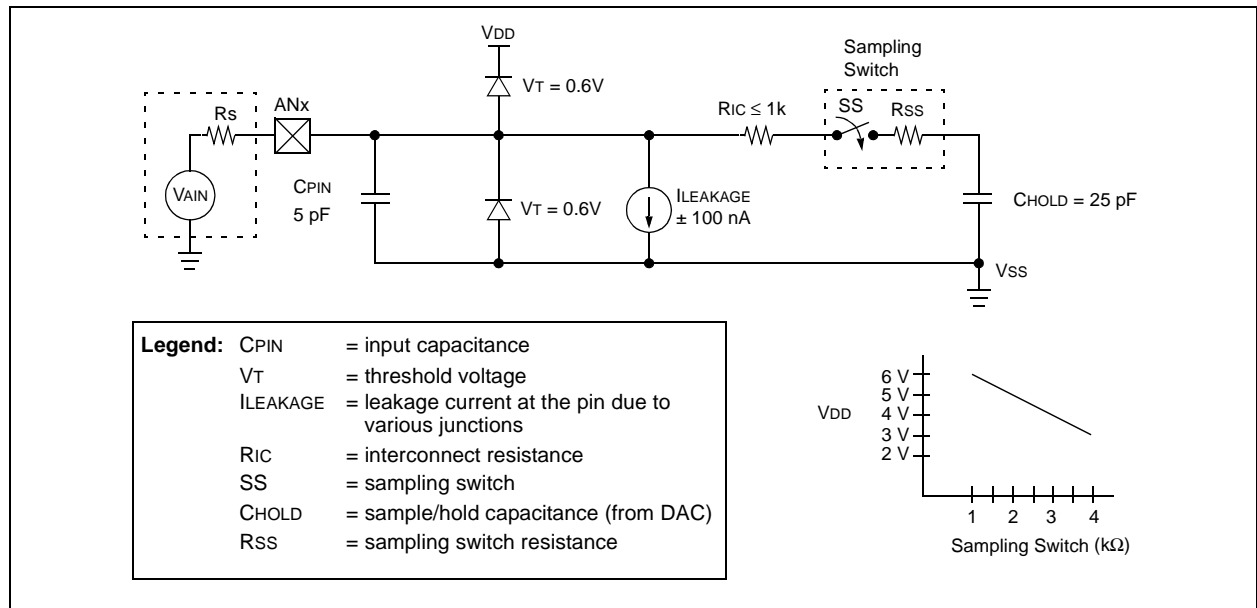 VDD
VT = 0.6V
Sampling
Switch
Rs
ANx
RIC ≤ 1k
SS
RSS
VAIN
CPIN
5 pF
VT = 0.6V
ILEAKAGE
± 100 nA
CHOLD = 25 pF
VSS
Legend: CPIN = input capacitance
VT = threshold voltage
ILEAKAGE = leakage current at the pin due to
various junctions
RIC = interconnect resistance
SS = sampling switch
CHOLD = sample/hold capacitance (from DAC)
RSS = sampling switch resistance
VDD
6 V
5 V
4 V
3 V
2 V
1 2 3 4
Sampling Switch (kΩ)